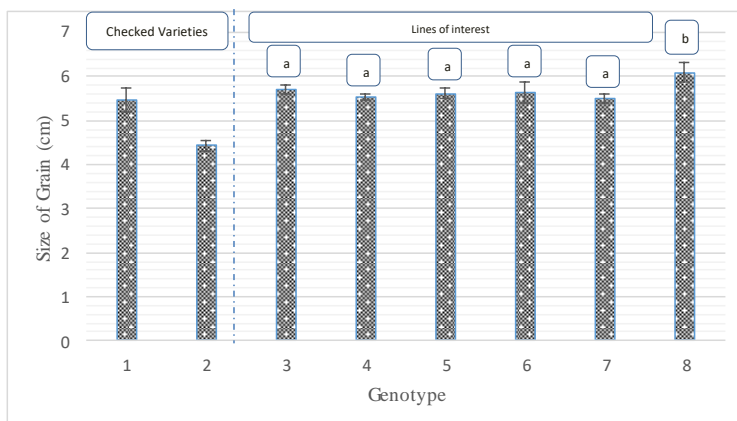 Checked Varieties
Lines of interest
a
a
a
a
a
b
Size of Grain (cm)
7
6
5
4
3
2
1
0
1 2 3 4 5 6 7 8
Genotype